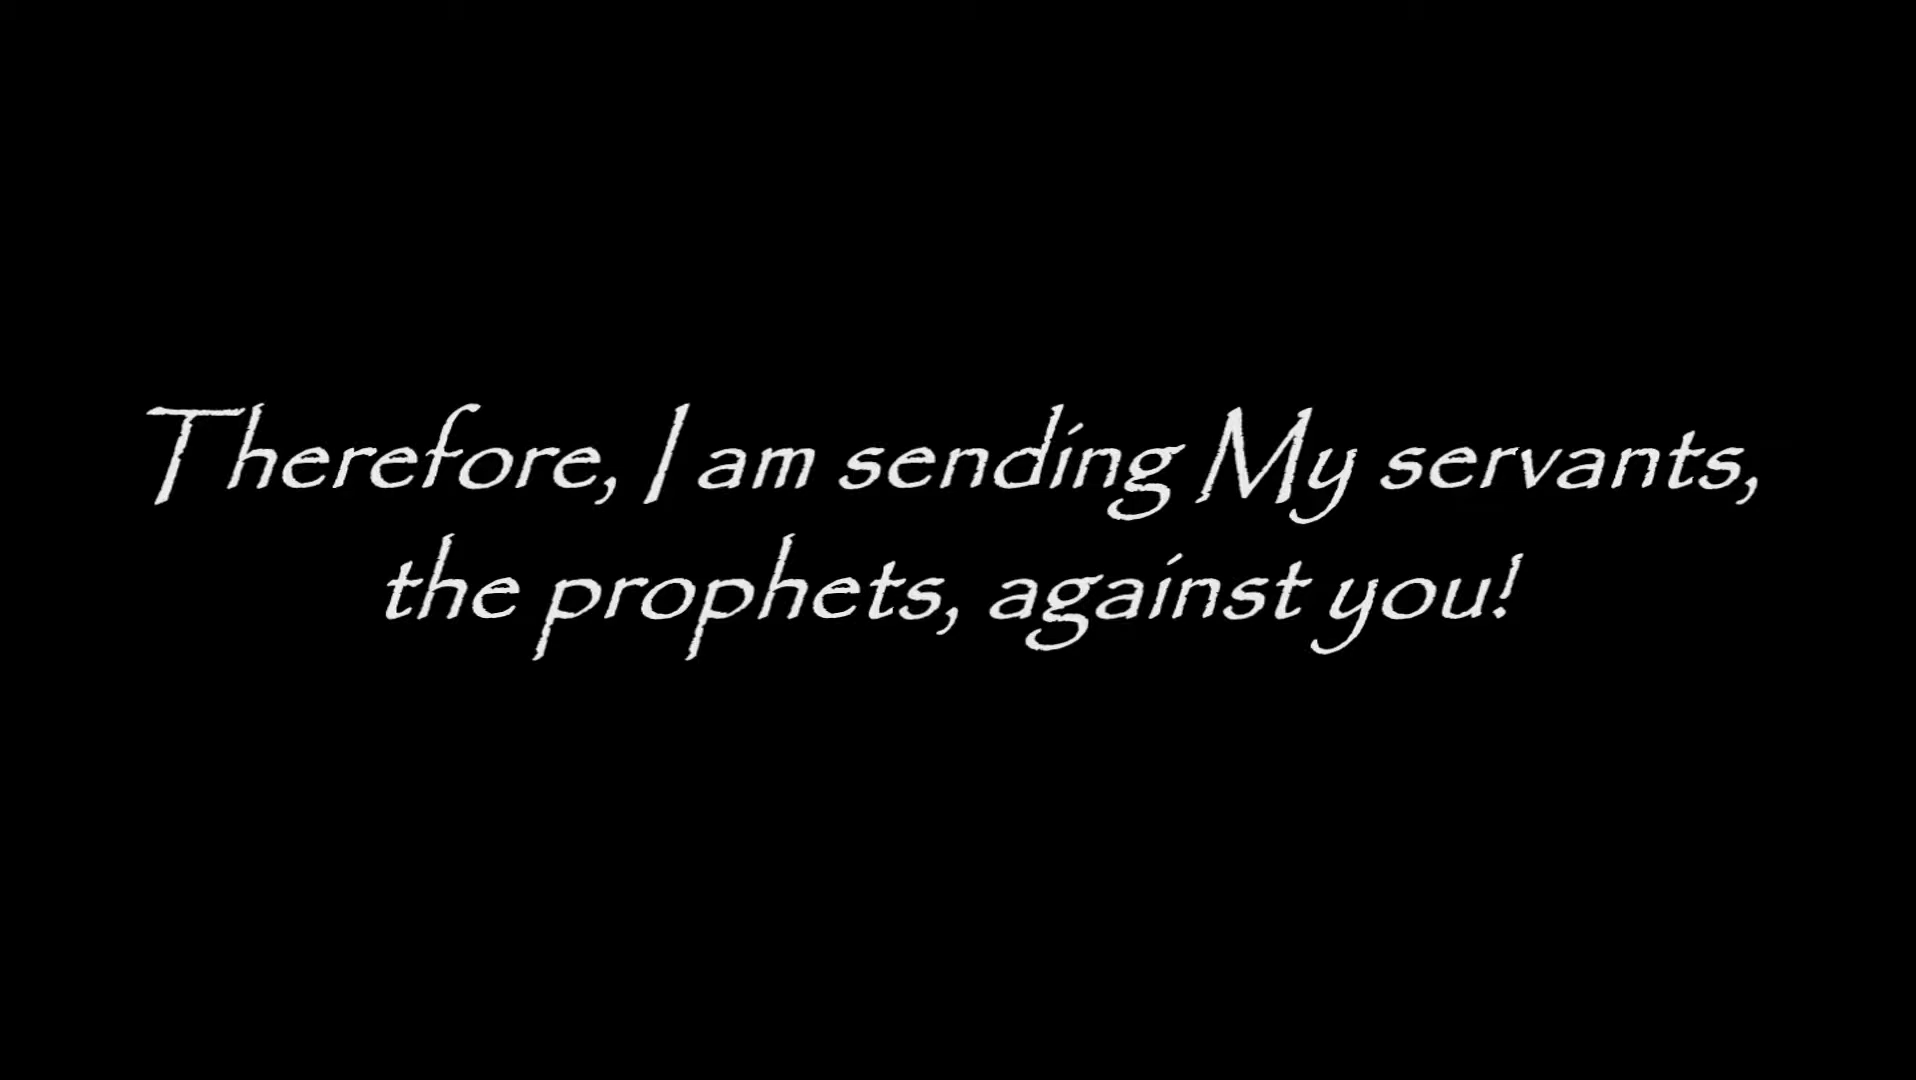 Therefore, I am sending My servants,
the prophets, against you!